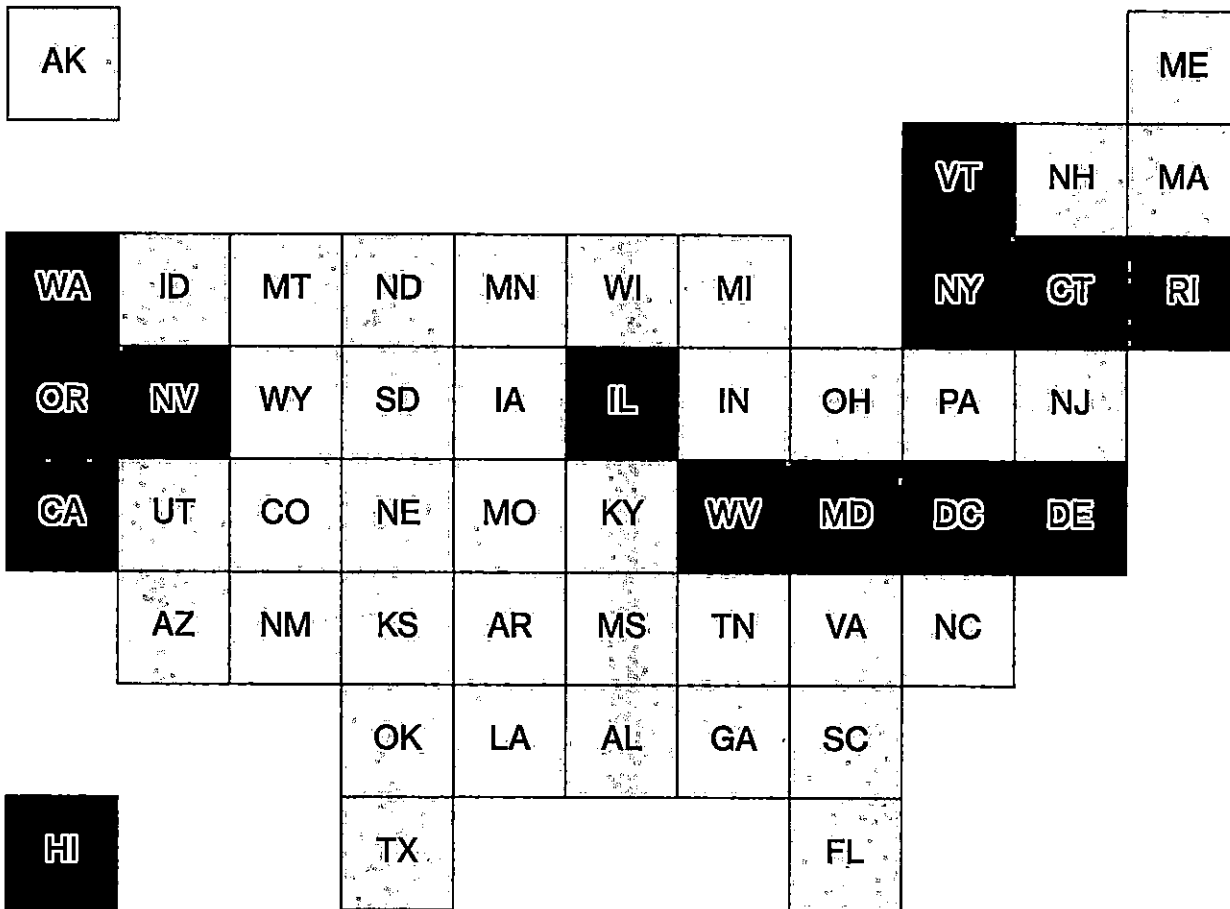 AK ME
VT NH MA
WA ID MT ND MN WI MI NY CT RI
OR NV WY SD IA IL IN OH PA NJ
CA UT CO NE MO KY WV MD DC DE
AZ NM KS AR MS TN VA NC
OK LA AL GA SC
HI TX FL